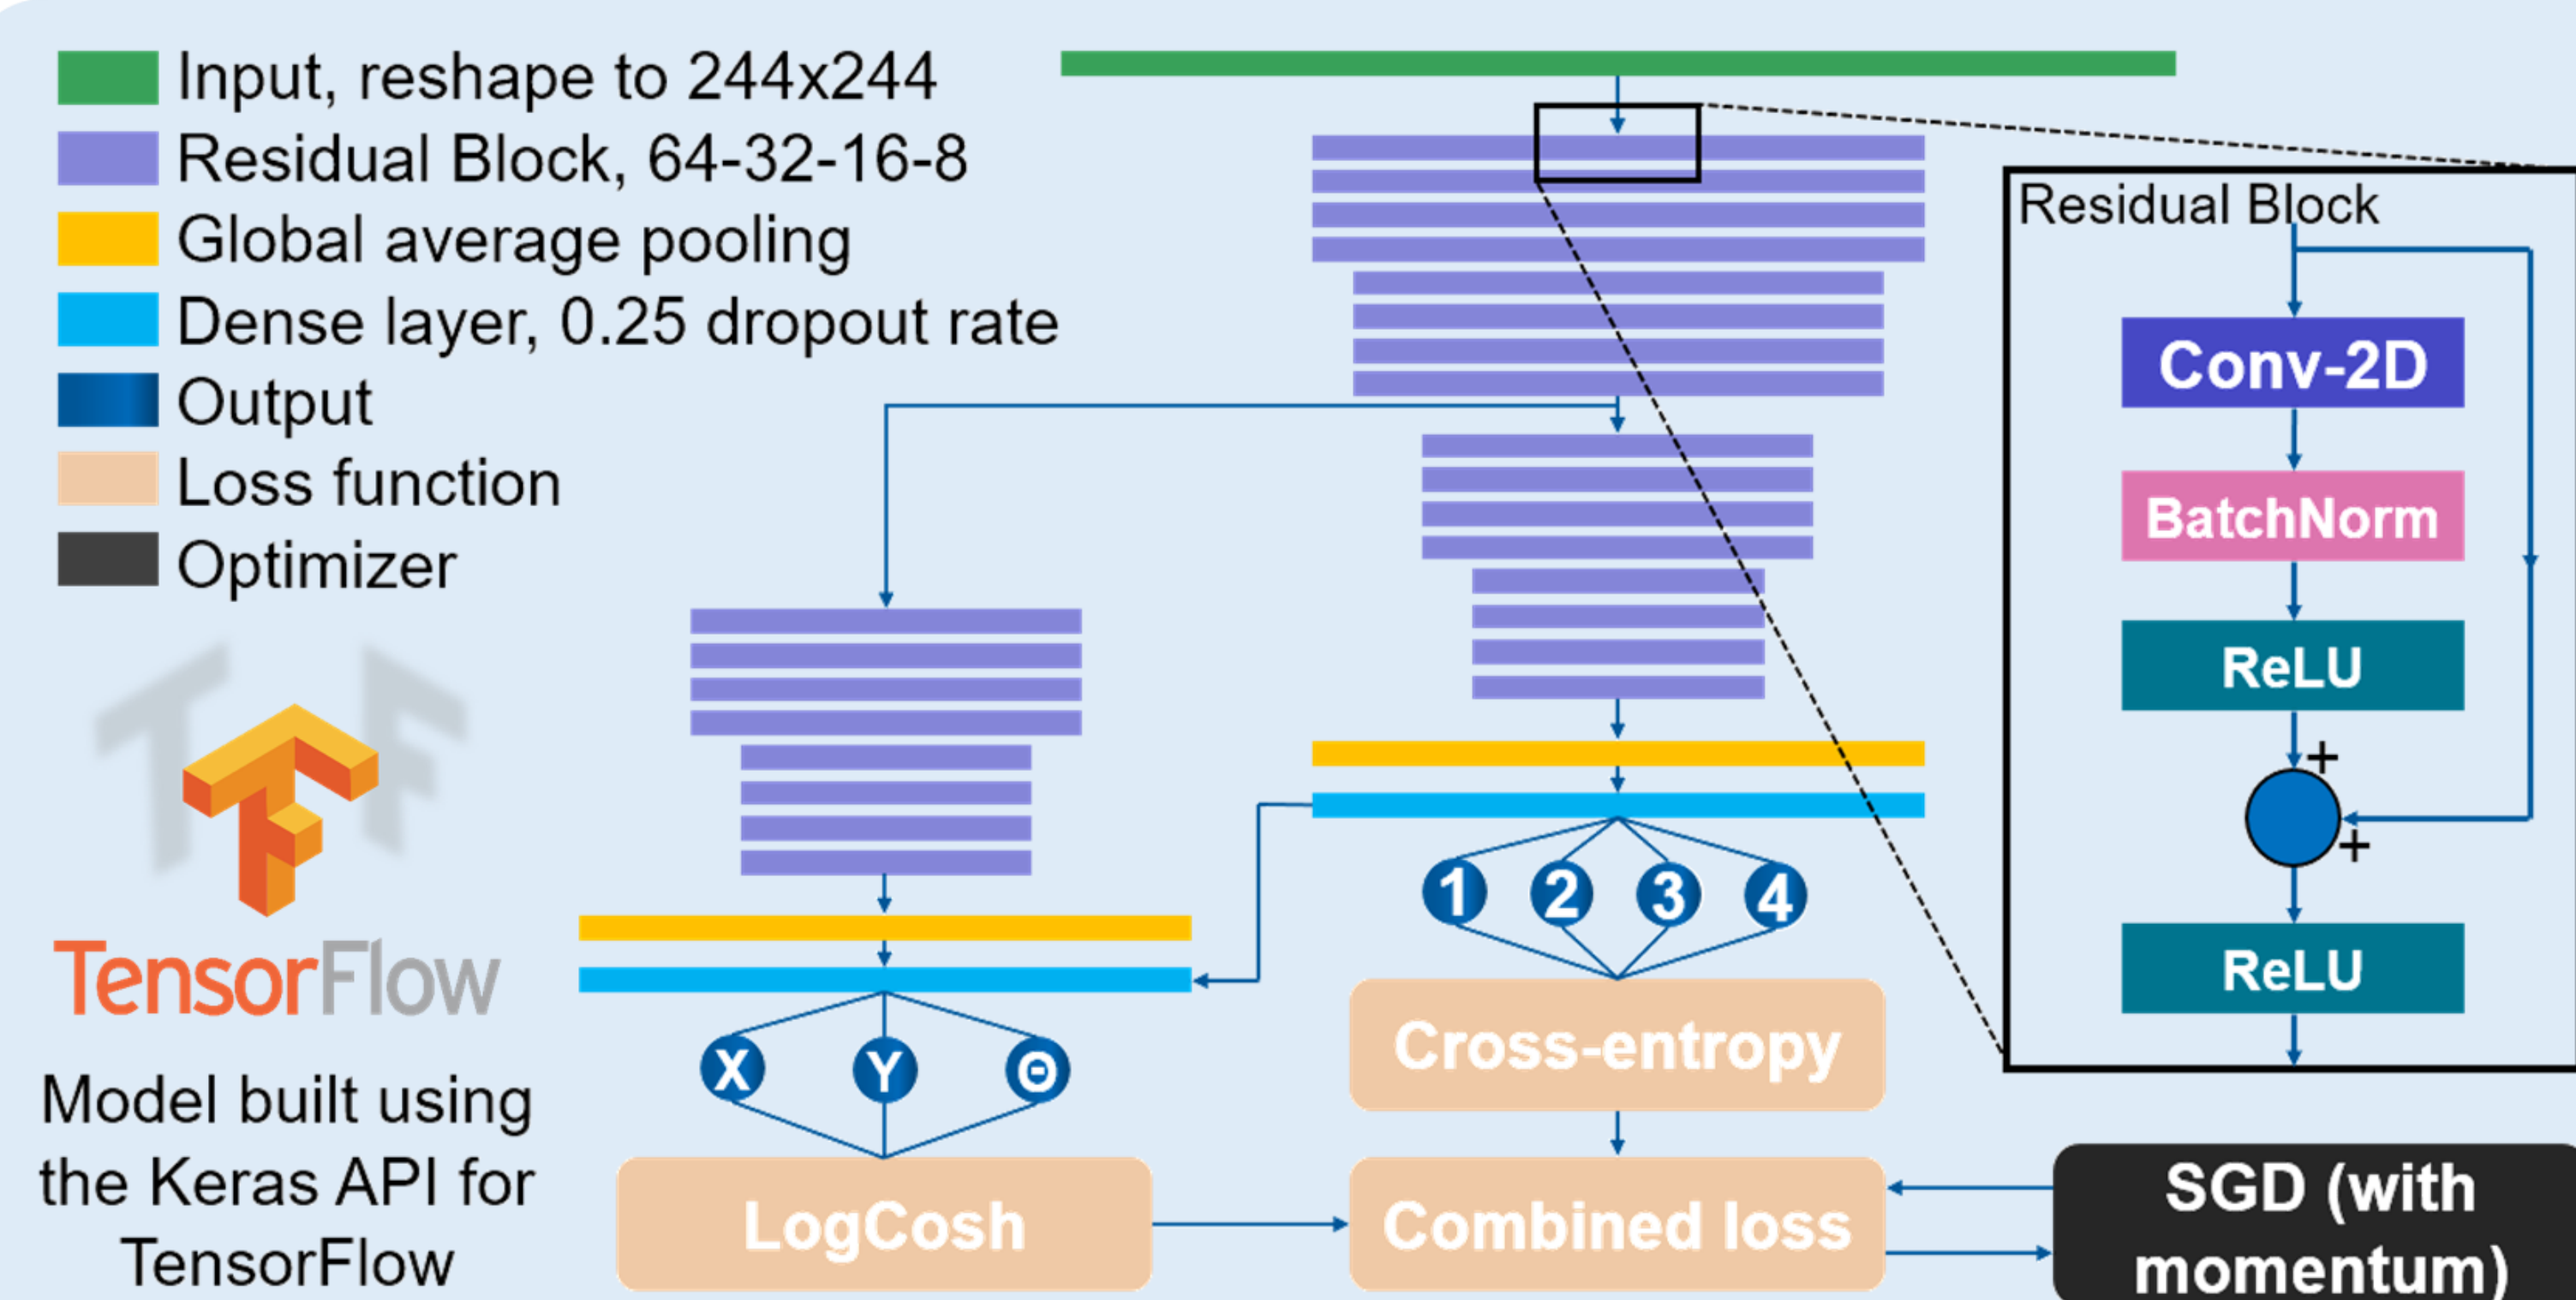 Input, reshape to 244x244
Residual Block, 64-32-16-8
Global average pooling
Dense layer, 0.25 dropout rate
Output
Loss function
Optimizer
TF
TensorFlow
Model built using
the Keras API for
TensorFlow
X Y Θ
LogCosh
1 2 3 4
Cross-entropy
Combined loss
Residual Block
Conv-2D
BatchNorm
ReLU
+
+
ReLU
SGD (with
momentum)